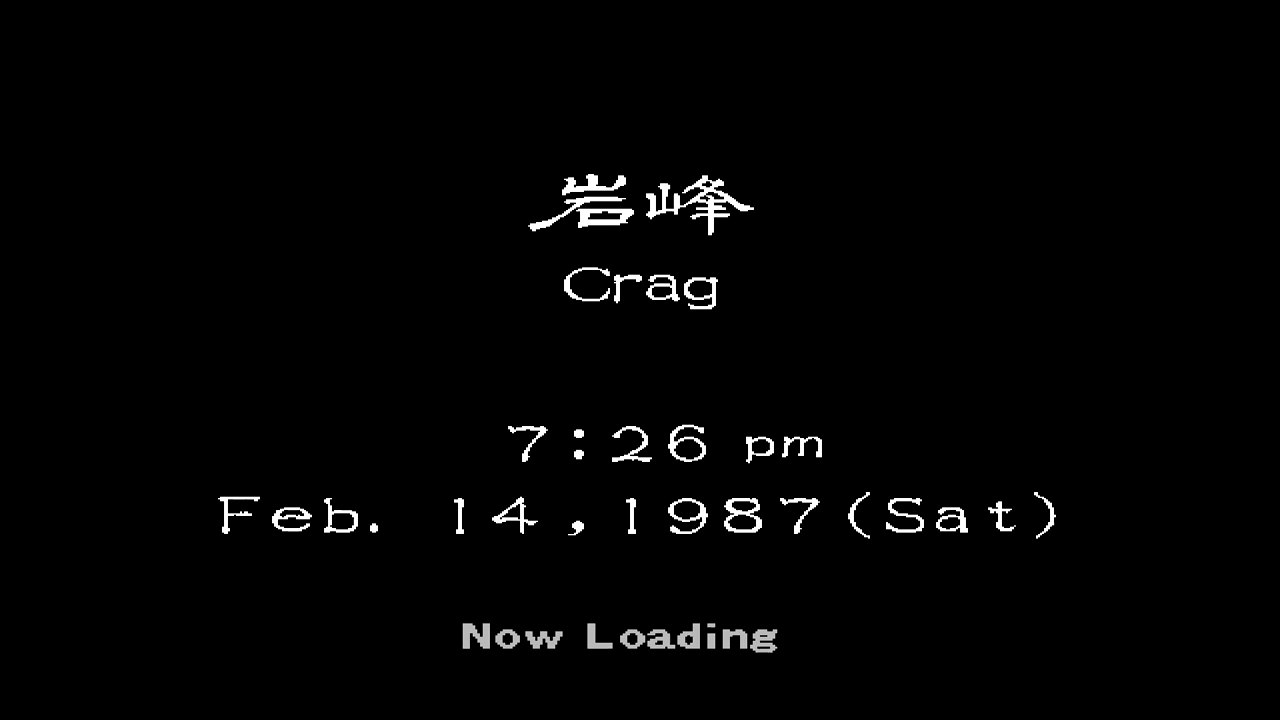 岩峰
Crag
7:26 pm
Feb. 14,1987(Sat)
Now Loading